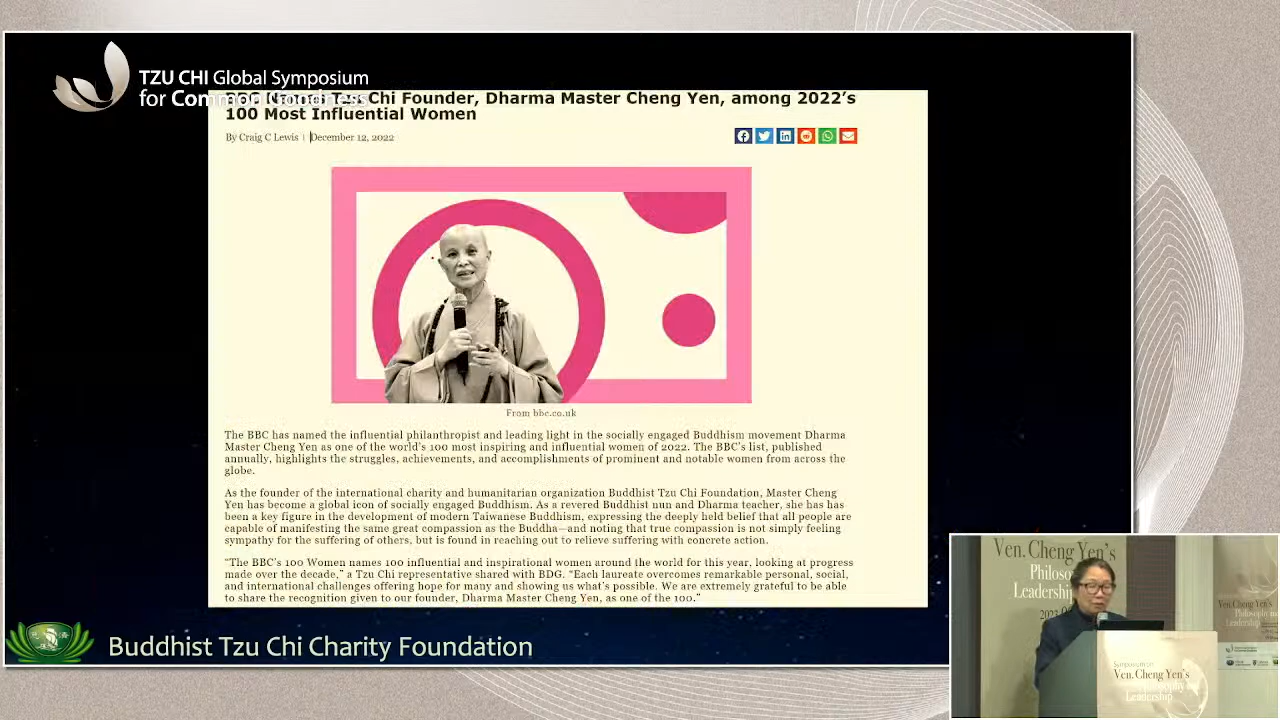 TZU CHI Global Symposium
for Common Goodness
BBC Names Tzu Chi Founder, Dharma Master Cheng Yen, among 2022’s
100 Most Influential Women
By Craig C Lewis | December 12, 2022
From bbc.co.uk
The BBC has named the influential philanthropist and leading light in the socially engaged Buddhism movement Dharma
Master Cheng Yen as one of the world's 100 most inspiring and influential women of 2022. The BBC's list, published
annually, highlights the struggles, achievements, and accomplishments of prominent and notable women from across the
globe.
As the founder of the international charity and humanitarian organization Buddhist Tzu Chi Foundation, Master Cheng
Yen has become a global icon of socially engaged Buddhism. As a revered Buddhist nun and Dharma teacher, she has has
been a key figure in the development of modern Taiwanese Buddhism, expressing the deeply held belief that all people are
capable of manifesting the same great compassion as the Buddha—and noting that true compassion is not simply feeling
sympathy for the suffering of others, but is found in reaching out to relieve suffering with concrete action.
“The BBC’s 100 Women names 100 influential and inspirational women around the world for this year, looking at progress
made over the decade,” a Tzu Chi representative shared with BDG. “Each laureate overcomes remarkable personal, social,
and international challenges offering hope for many and showing us what’s possible. We are extremely grateful to be able
to share the recognition given to our founder, Dharma Master Cheng Yen, as one of the 100.”
Buddhist Tzu Chi Charity Foundation
Ven. Cheng Yen's
Leadership
Ven. Cheng Yen's
Leadership
Symposium on
Ven. Cheng Yen's
Leadership